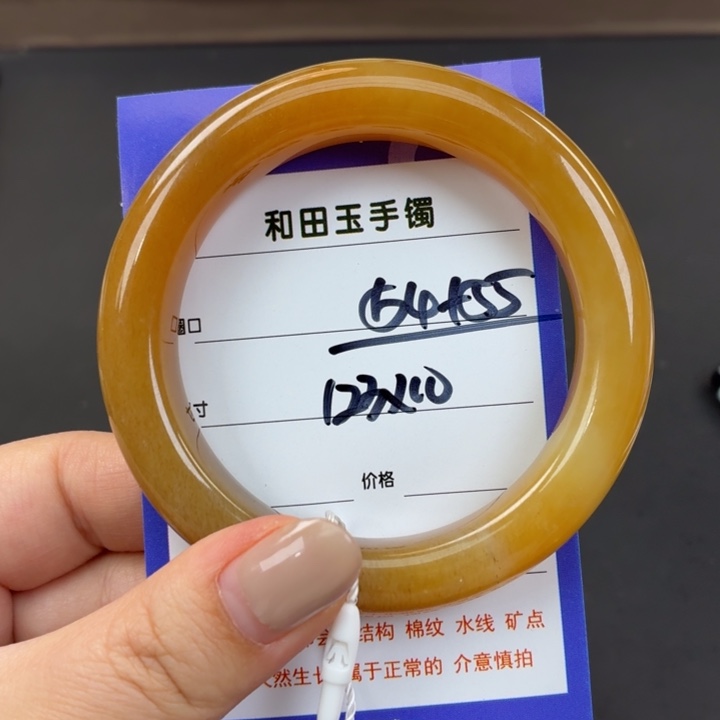 和田玉手镯
圈口
54+55
寸
价格
结构 棉纹 水线 矿点
然生长属于正常的 介意慎拍